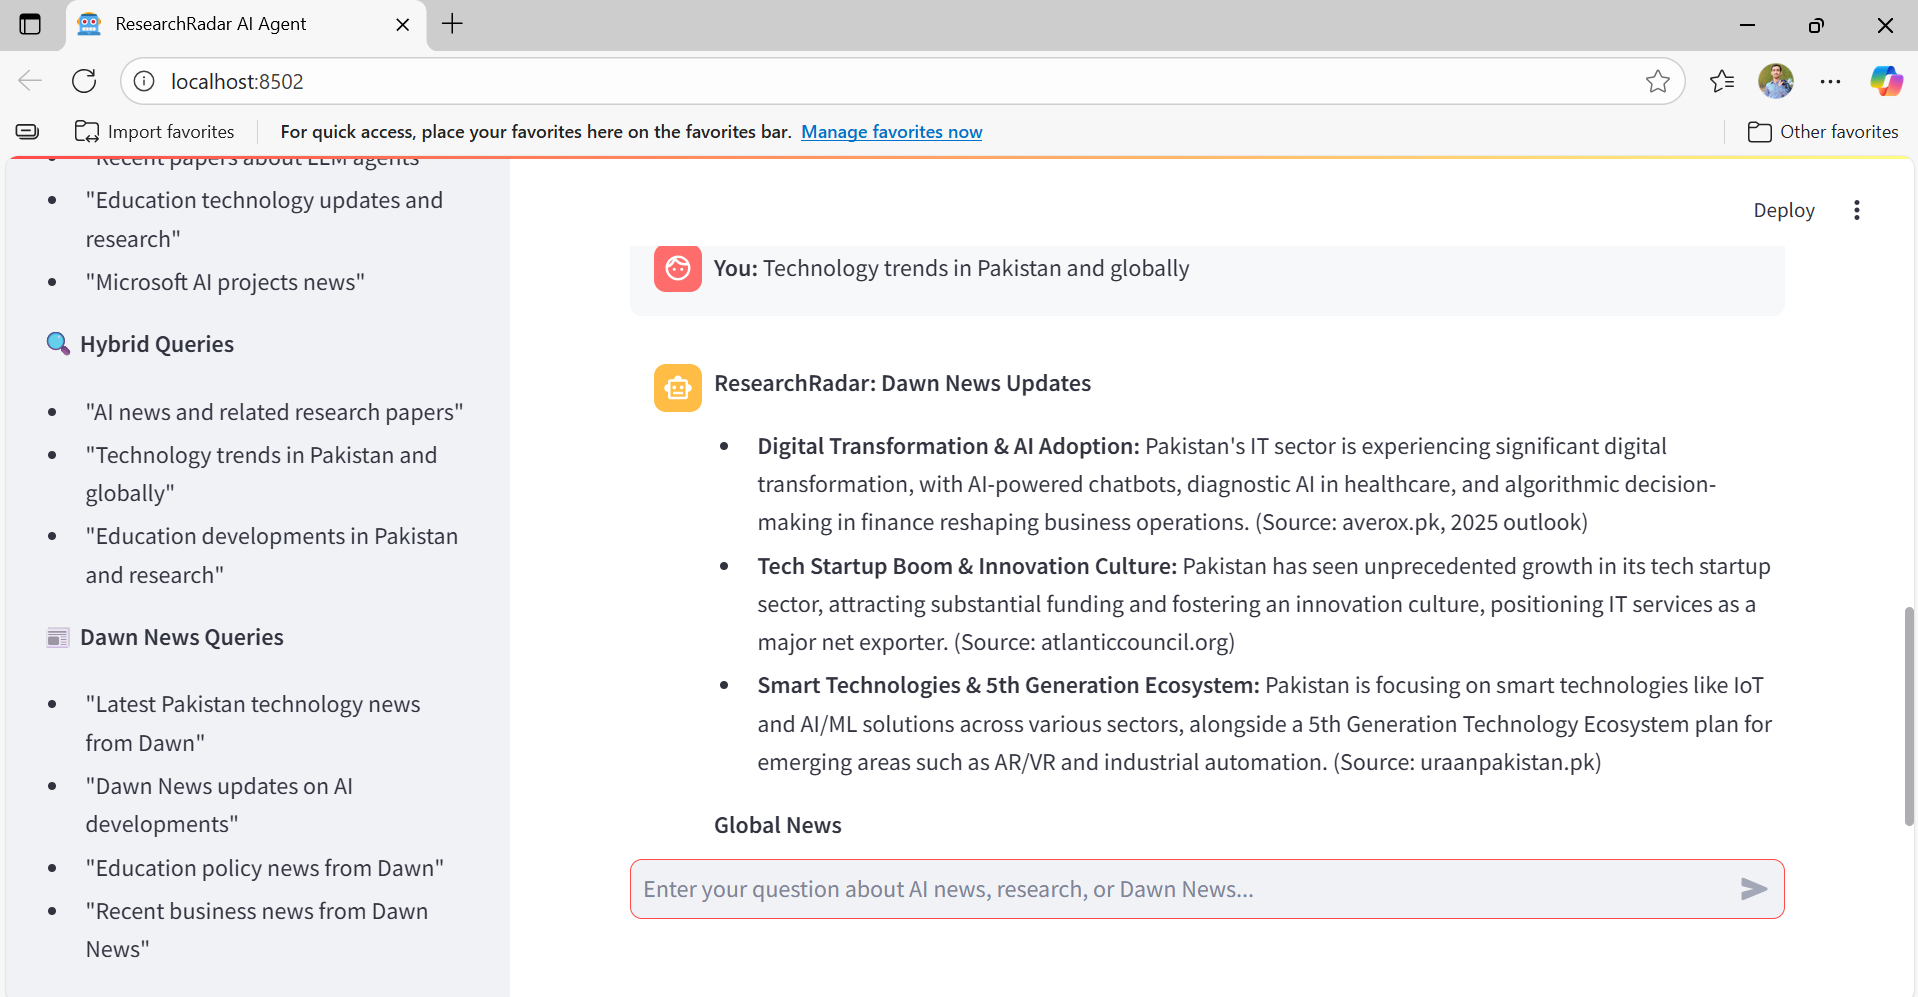 ResearchRadar AI Agent
localhost:8502
Import favorites
For quick access, place your favorites here on the favorites bar. Manage favorites now
Other favorites
"Recent papers about LLM agents"
"Education technology updates and
research"
"Microsoft AI projects news"
Hybrid Queries
"AI news and related research papers"
"Technology trends in Pakistan and
globally"
"Education developments in Pakistan
and research"
Dawn News Queries
"Latest Pakistan technology news
from Dawn"
"Dawn News updates on AI
developments"
"Education policy news from Dawn"
"Recent business news from Dawn
News"
Deploy
You: Technology trends in Pakistan and globally
ResearchRadar: Dawn News Updates
Digital Transformation & AI Adoption: Pakistan's IT sector is experiencing significant digital
transformation, with AI-powered chatbots, diagnostic AI in healthcare, and algorithmic decision-
making in finance reshaping business operations. (Source: averox.pk, 2025 outlook)
Tech Startup Boom & Innovation Culture: Pakistan has seen unprecedented growth in its tech startup
sector, attracting substantial funding and fostering an innovation culture, positioning IT services as a
major net exporter. (Source: atlanticcouncil.org)
Smart Technologies & 5th Generation Ecosystem: Pakistan is focusing on smart technologies like IoT
and AI/ML solutions across various sectors, alongside a 5th Generation Technology Ecosystem plan for
emerging areas such as AR/VR and industrial automation. (Source: uraanpakistan.pk)
Global News
Enter your question about AI news, research, or Dawn News...